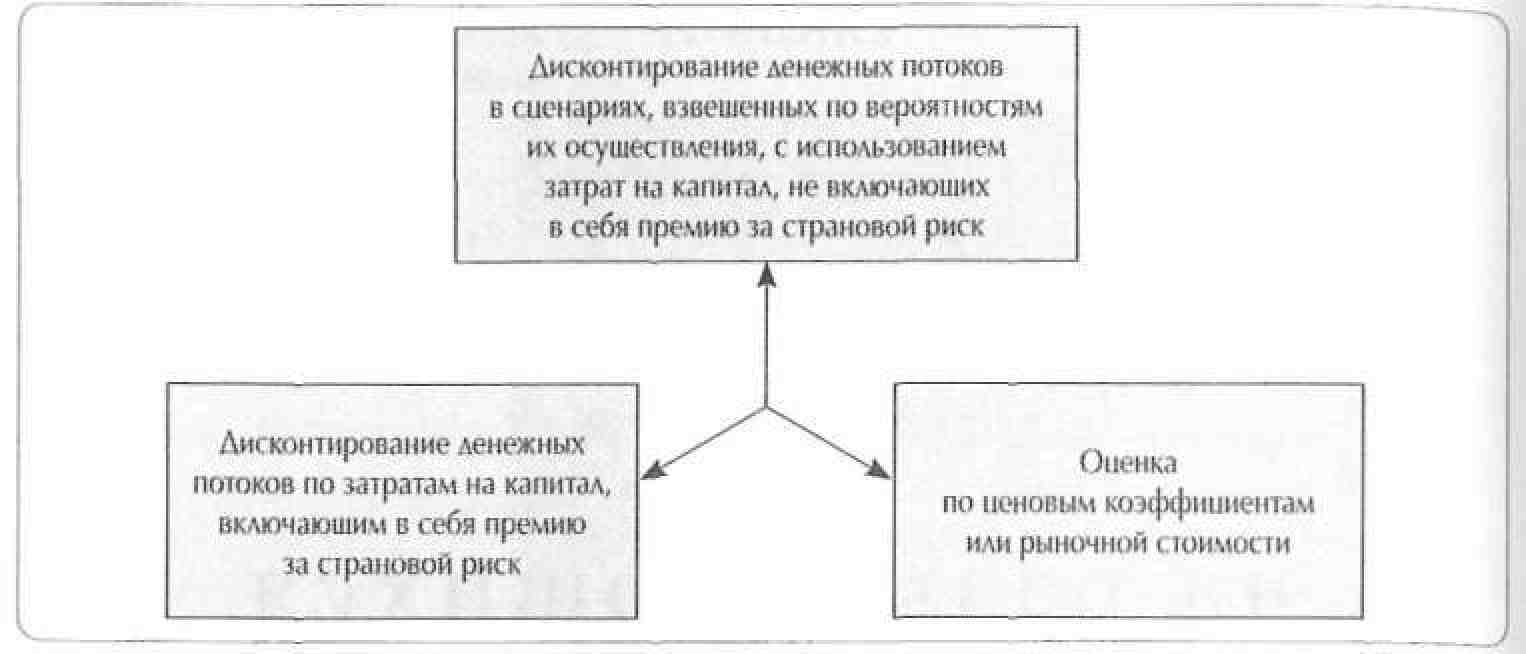 Дисконтирование денежных потоков
в сценариях, взвешенных по вероятностям
их осуществления, с использованием
затрат на капитал, не включающих
в себя премию за страновой риск
Дисконтирование денежных
потоков по затратам на капитал,
включающим в себя премию
за страновой риск
Оценка
по ценовым коэффициентам
или рыночной стоимости